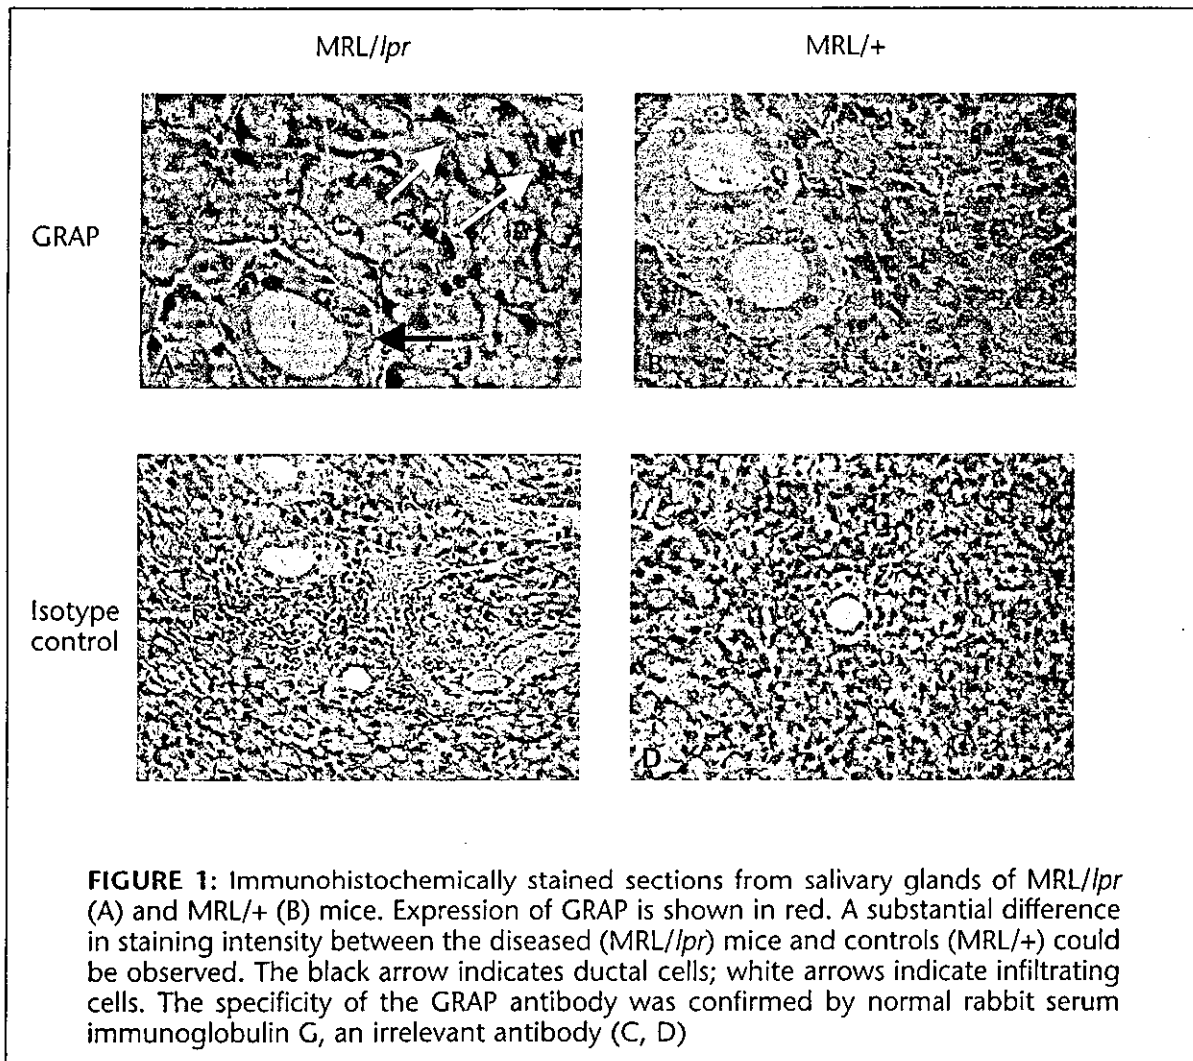 MRL/lpr MRL/+
GRAP
A B
Isotype
control
C D
FIGURE 1: Immunohistochemically stained sections from salivary glands of MRL/lpr
(A) and MRL/+ (B) mice. Expression of GRAP is shown in red. A substantial difference
in staining intensity between the diseased (MRL/lpr) mice and controls (MRL/+) could
be observed. The black arrow indicates ductal cells; white arrows indicate infiltrating
cells. The specificity of the GRAP antibody was confirmed by normal rabbit serum
immunoglobulin G, an irrelevant antibody (C, D)